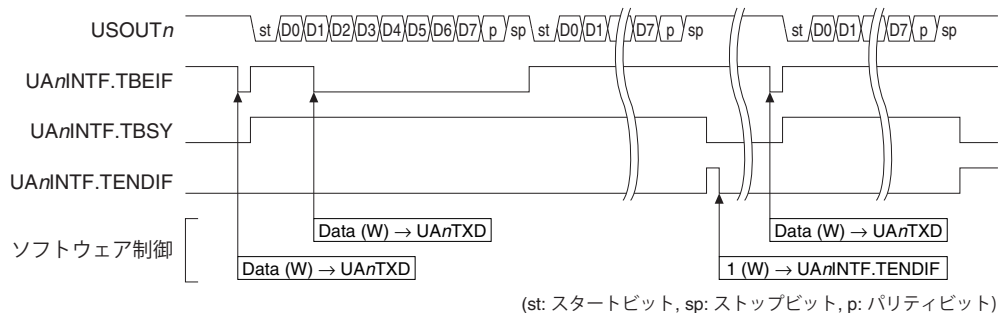 USOUTn st D0 D1 D2 D3 D4 D5 D6 D7 p sp st D0 D1 D7 p sp st D0 D1 D7 p sp
UAnINTF.TBEIF
UAnINTF.TBSY
UAnINTF.TENDIF
ソフトウェア制御
Data (W) → UAnTXD Data (W) → UAnTXD
Data (W) → UAnTXD 1 (W) → UAnINTF.TENDIF
(st: スタートビット, sp: ストップビット, p: パリティビット)